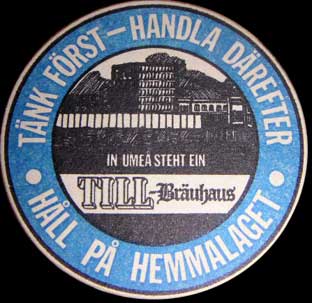 TÄNK FÖRST - HANDLA DÄREFTER
IN UMEÅ STEHT EIN
TILL-Bräuhaus
• HÅLL PÅ HEMMALAGET •